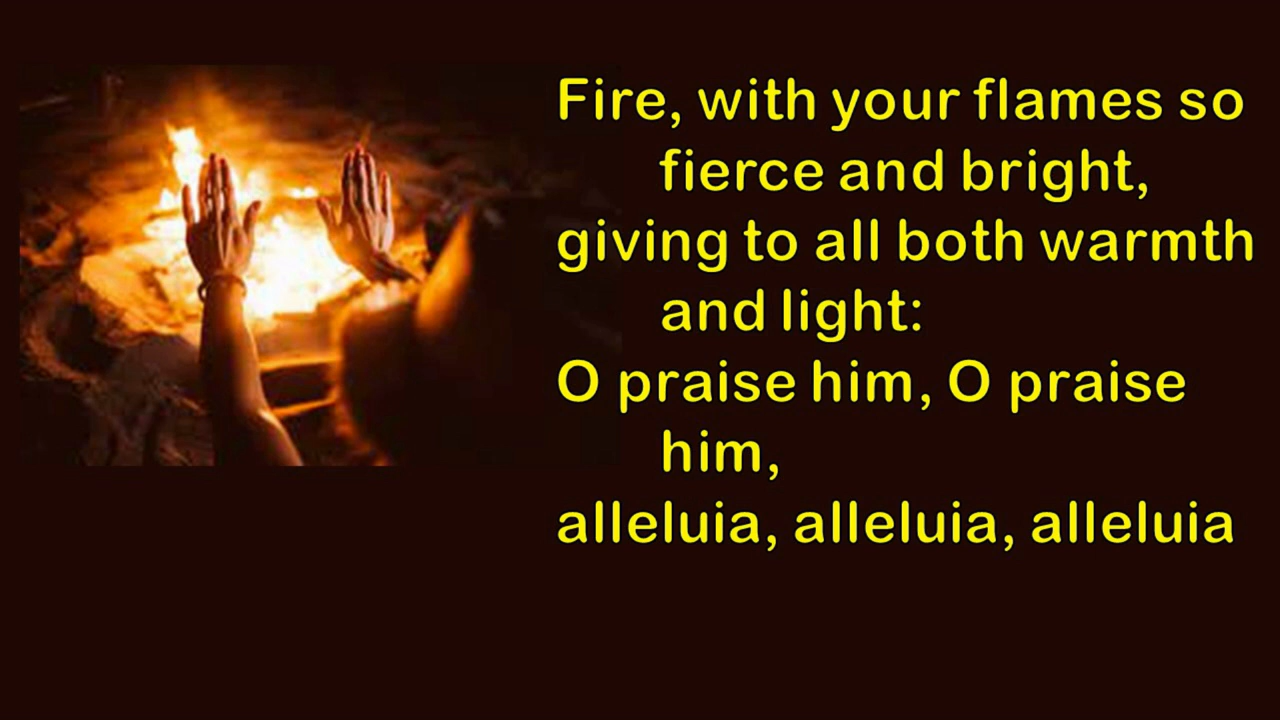 Fire, with your flames so
fierce and bright,
giving to all both warmth
and light:
O praise him, O praise
him,
alleluia, alleluia, alleluia